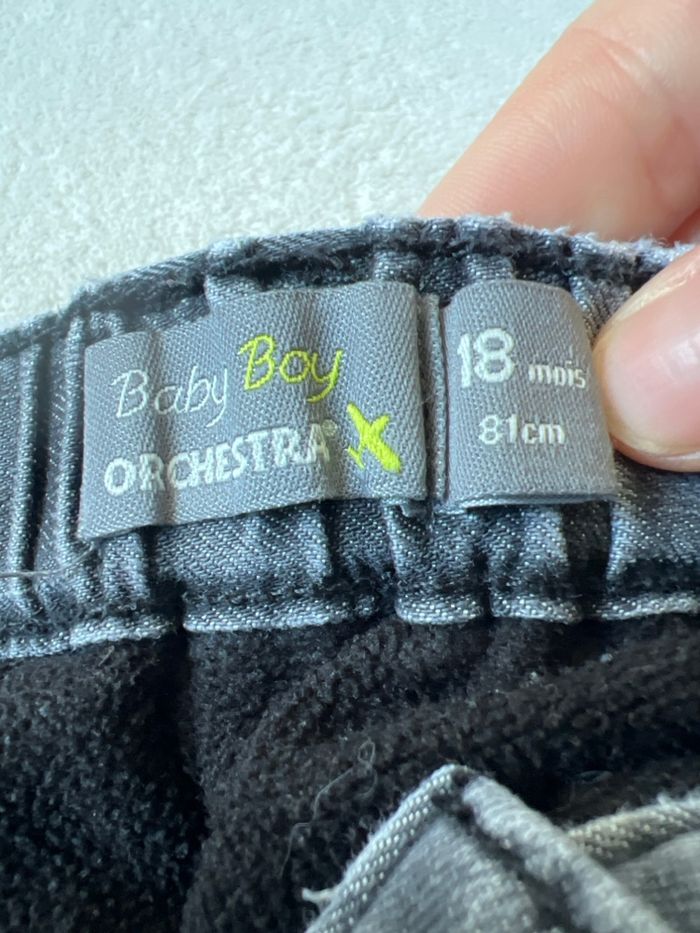 Baby Boy
ORCHESTRA®
18 mois
81cm